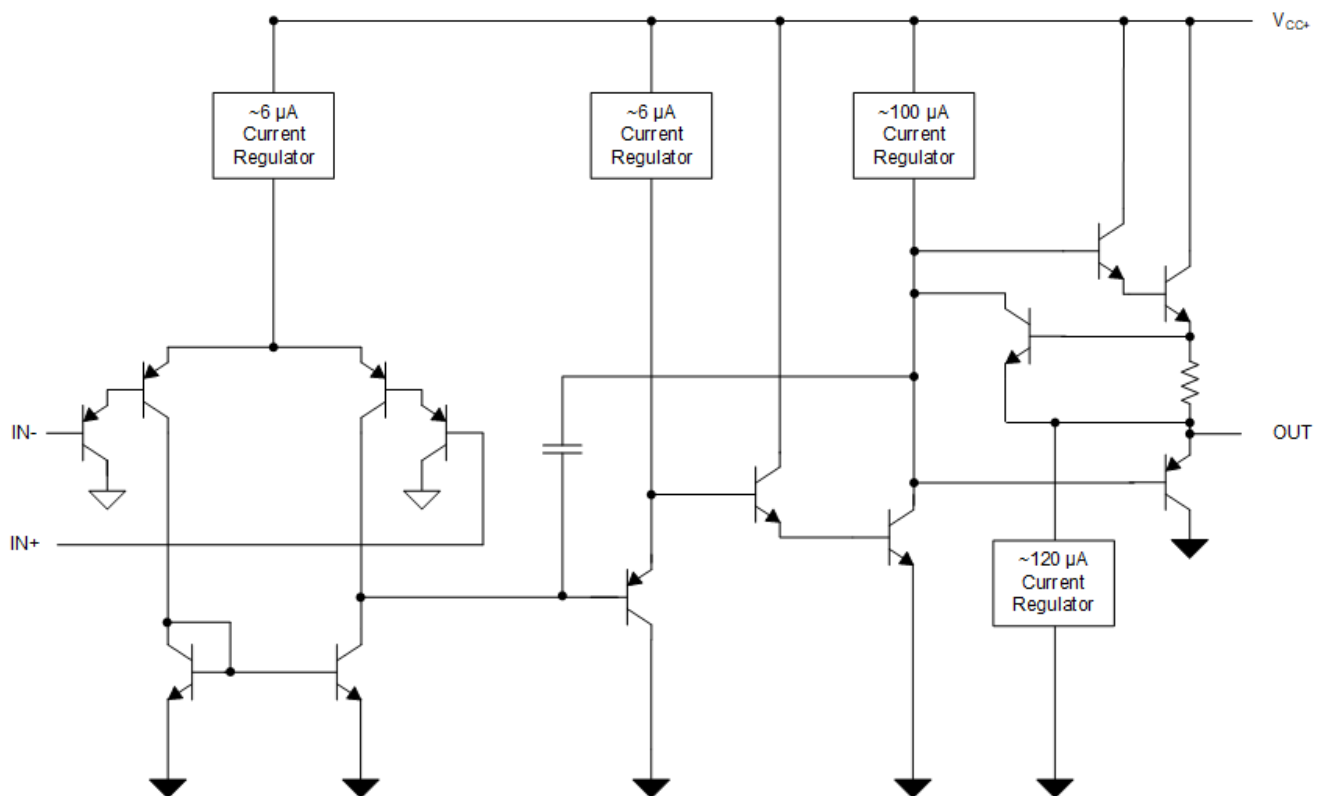 V_CC+
~6 µA
Current
Regulator
~6 µA
Current
Regulator
~100 µA
Current
Regulator
IN-
OUT
IN+
~120 µA
Current
Regulator